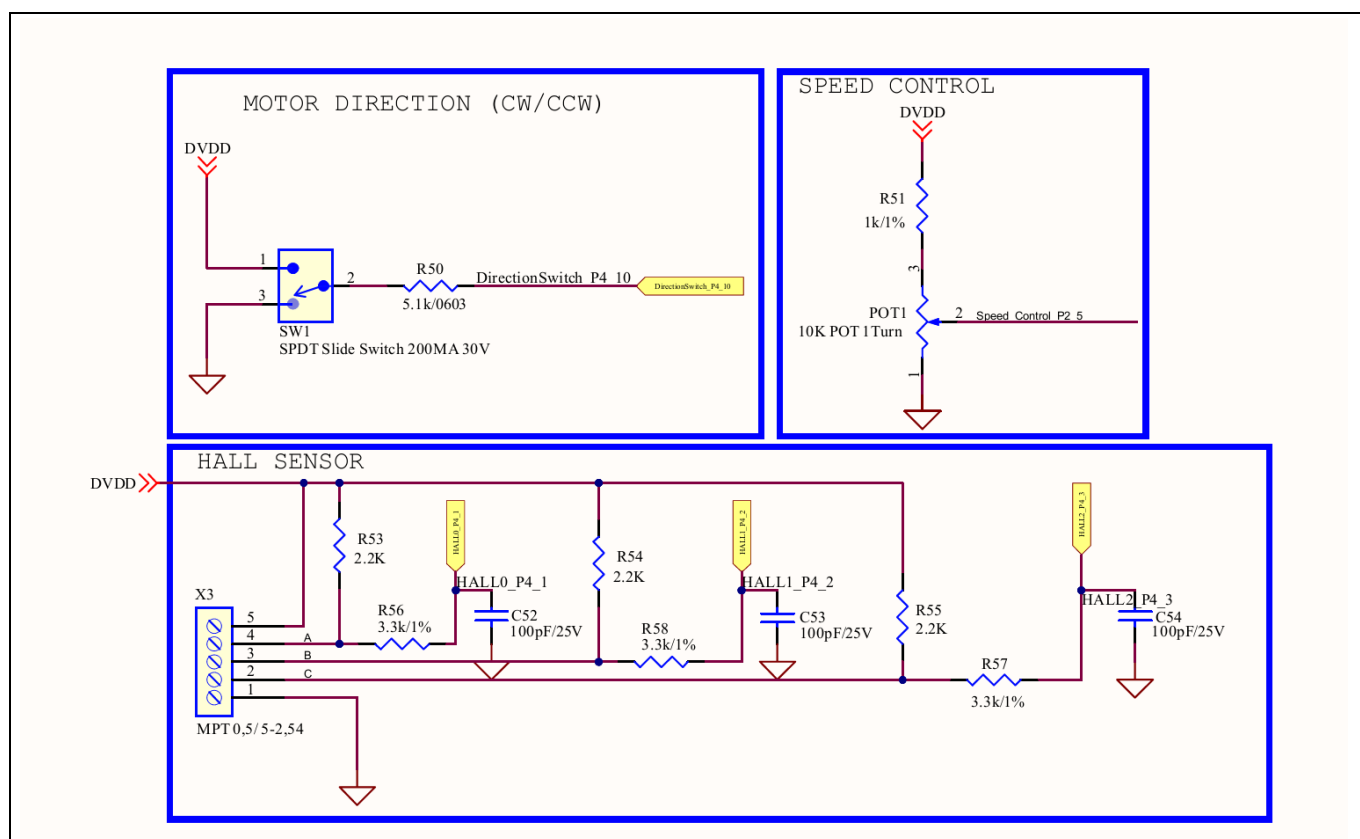 MOTOR DIRECTION (CW/CCW)
DVDD
1
3
2
R50
5.1k/0603
DirectionSwitch_P4_10
DirectionSwitch_P4_10
SW1
SPDT Slide Switch 200MA 30V
SPEED CONTROL
DVDD
R51
1k/1%
3
POT1
10K POT 1Turn
2
Speed_Control_P2_5
1
HALL SENSOR
DVDD
R53
2.2K
HALL0_P4_1
HALL0_P4_1
C52
100pF/25V
R56
3.3k/1%
R54
2.2K
HALL1_P4_2
HALL1_P4_2
C53
100pF/25V
R58
3.3k/1%
R55
2.2K
HALL2_P4_3
HALL2_P4_3
C54
100pF/25V
R57
3.3k/1%
X3
5
4
A
3
B
2
C
1
MPT 0,5/ 5-2,54